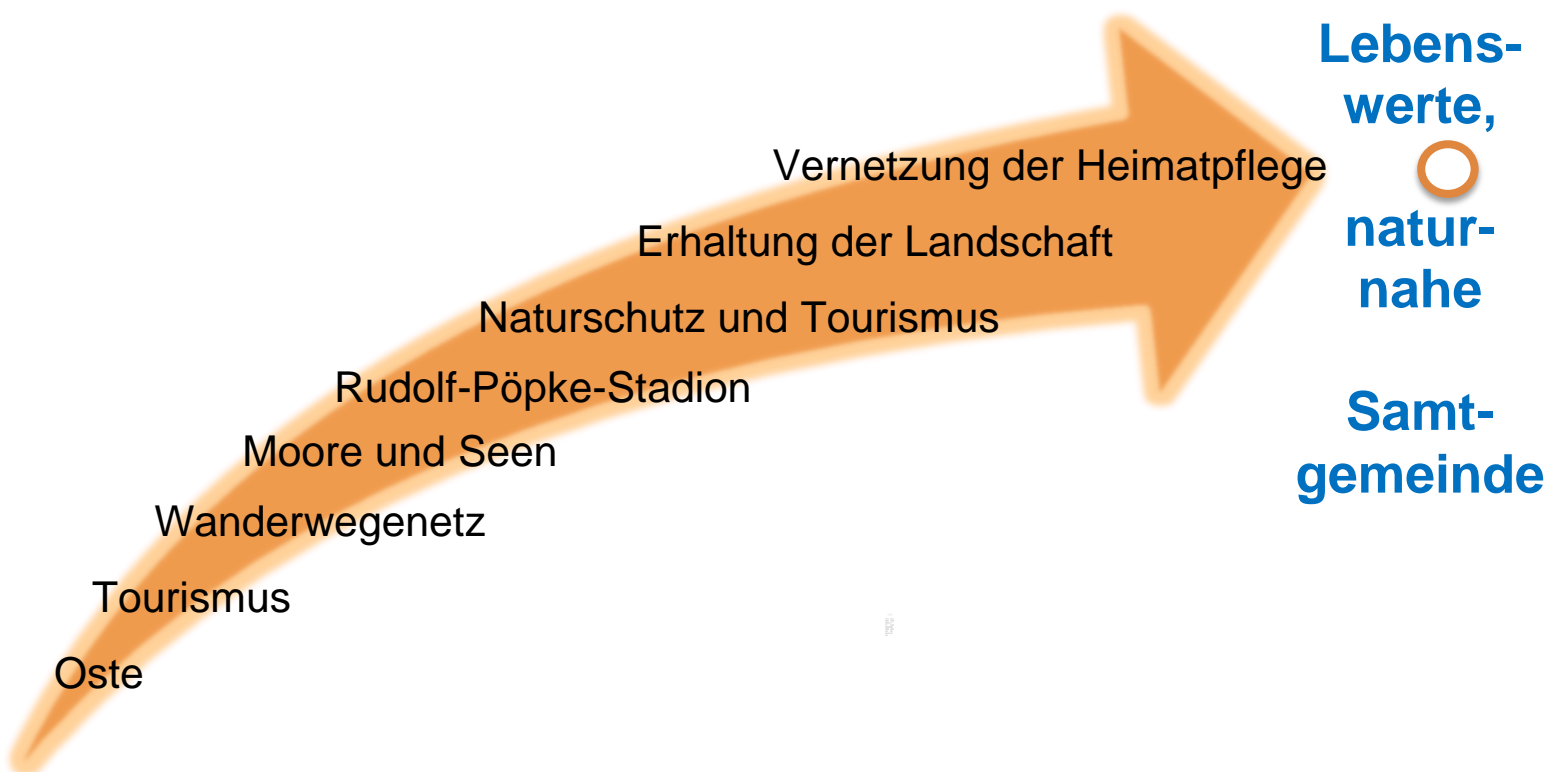 Lebens-
werte,
natur-
nahe
Samt-
gemeinde
Vernetzung der Heimatpflege
Erhaltung der Landschaft
Naturschutz und Tourismus
Rudolf-Pöpke-Stadion
Moore und Seen
Wanderwegenetz
Tourismus
Oste